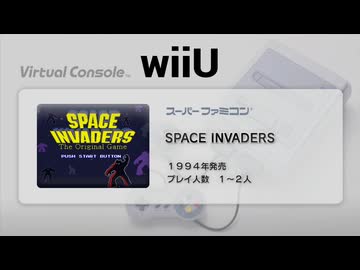 Virtual Console™
wiiU
SPACE INVADERS
The Original Game
PUSH START BUTTON
スーパーファミコン®
SPACE INVADERS
１９９４年発売
プレイ人数　１～２人